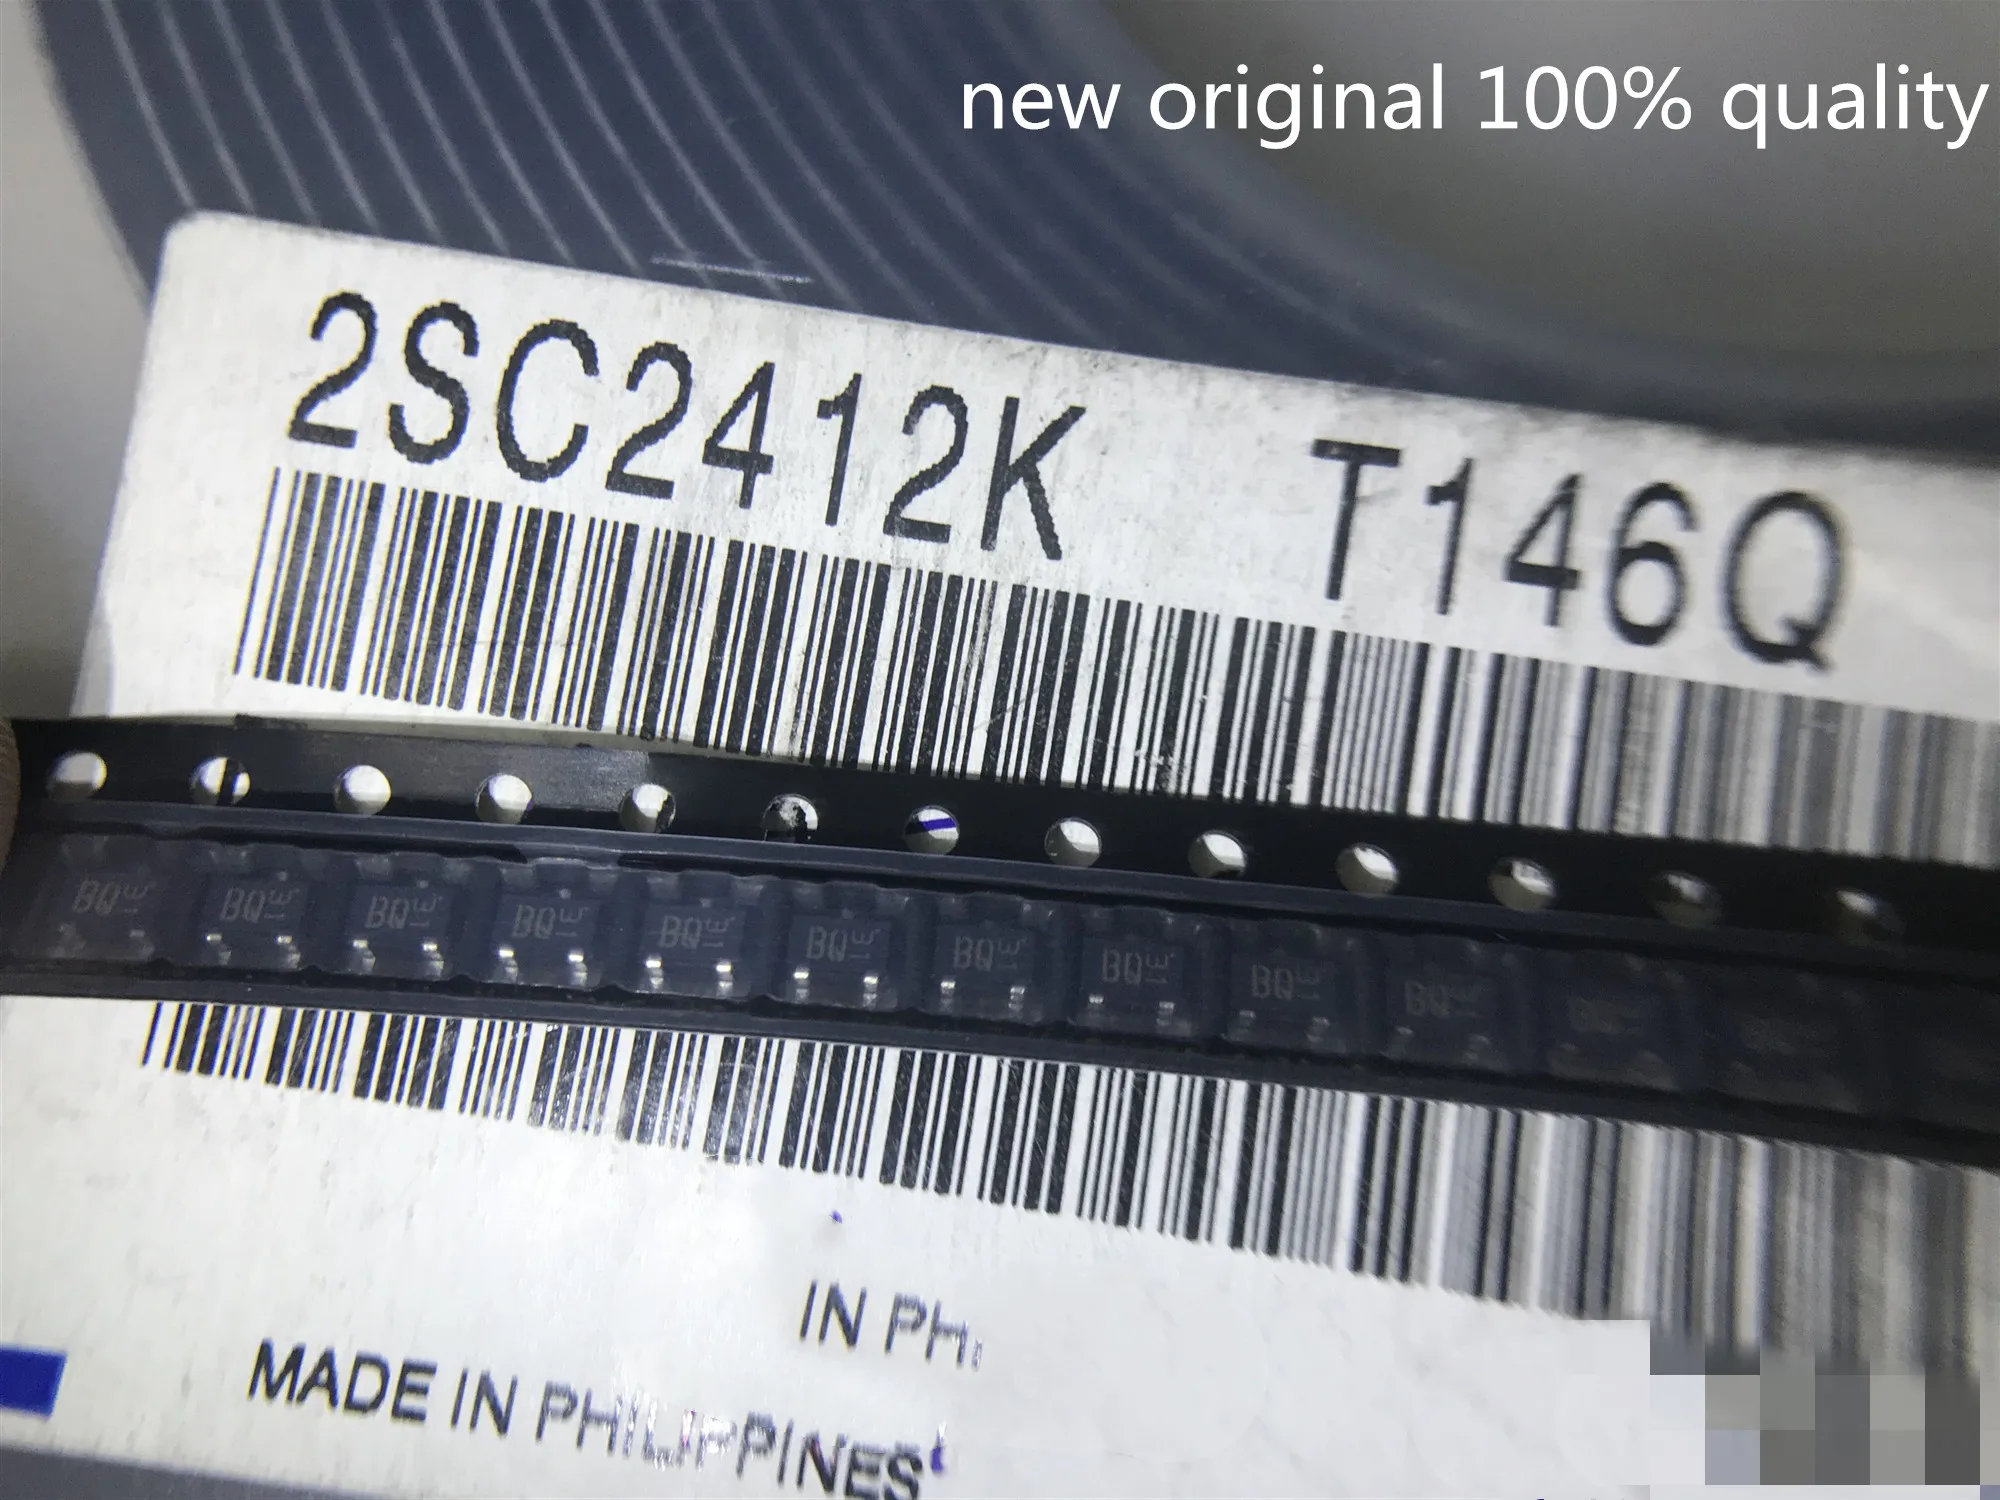 new original 100% quality
2SC2412K T146Q
BQ BQ BQ BQ BQ BQ BQ BQ BQ BQ
IN PH
MADE IN PHILIPPINES